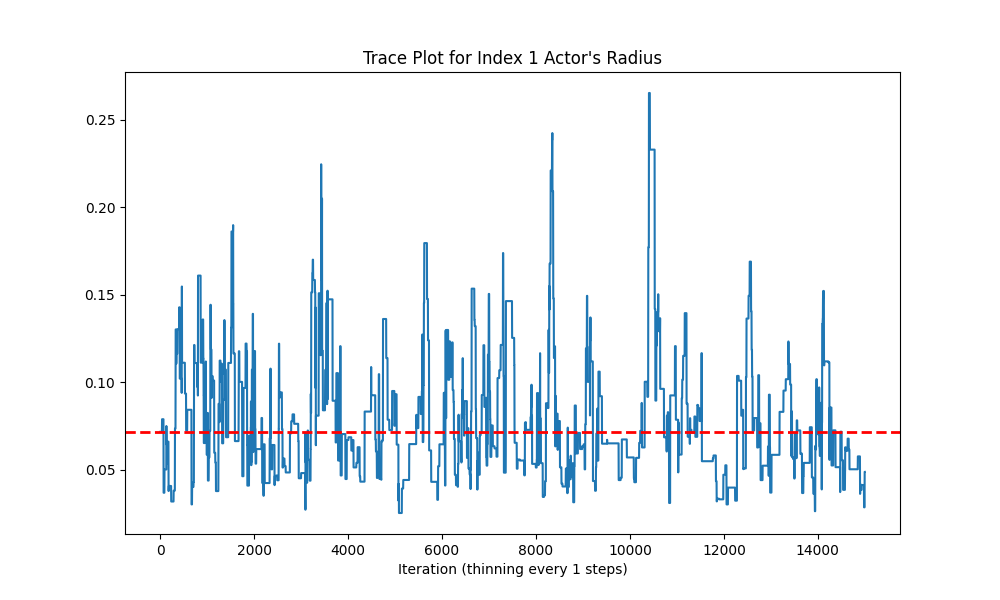 Trace Plot for Index 1 Actor's Radius
0.25
0.20
0.15
0.10
0.05
0 2000 4000 6000 8000 10000 12000 14000
Iteration (thinning every 1 steps)